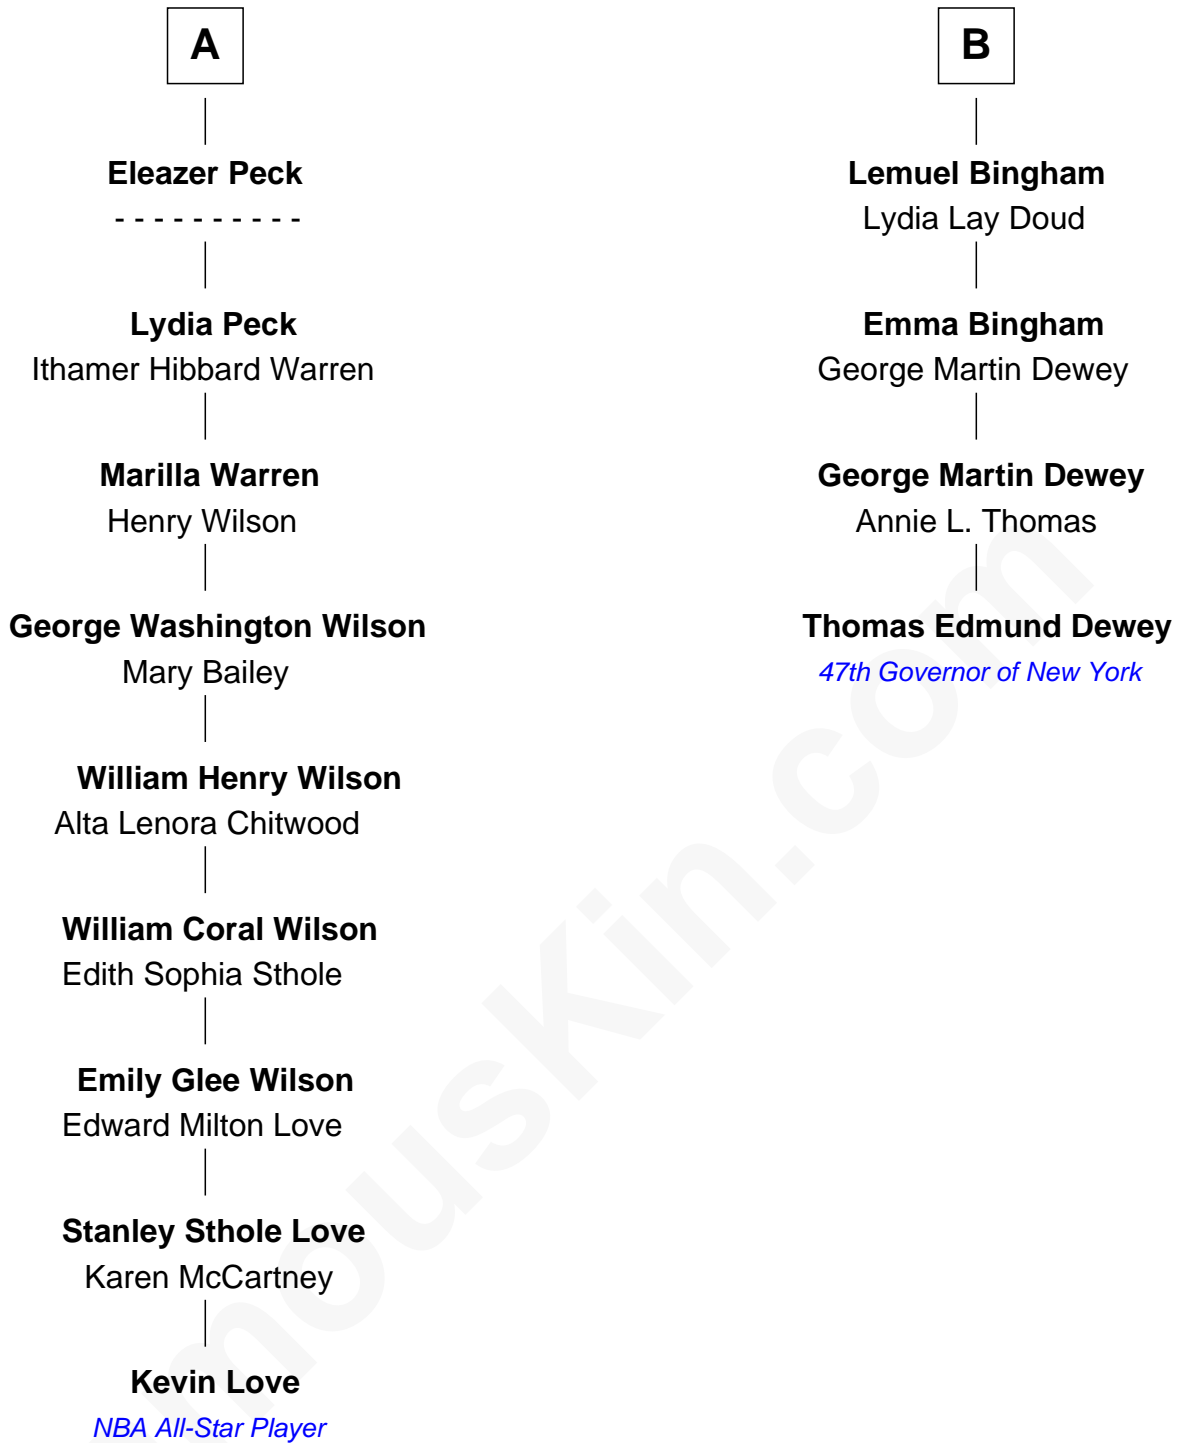 A
Eleazer Peck
- - - - - - - - - -
Lydia Peck
Ithamer Hibbard Warren
Marilla Warren
Henry Wilson
George Washington Wilson
Mary Bailey
William Henry Wilson
Alta Lenora Chitwood
William Coral Wilson
Edith Sophia Sthole
Emily Glee Wilson
Edward Milton Love
Stanley Sthole Love
Karen McCartney
Kevin Love
NBA All-Star Player
B
Lemuel Bingham
Lydia Lay Doud
Emma Bingham
George Martin Dewey
George Martin Dewey
Annie L. Thomas
Thomas Edmund Dewey
47th Governor of New York
mousKin.com